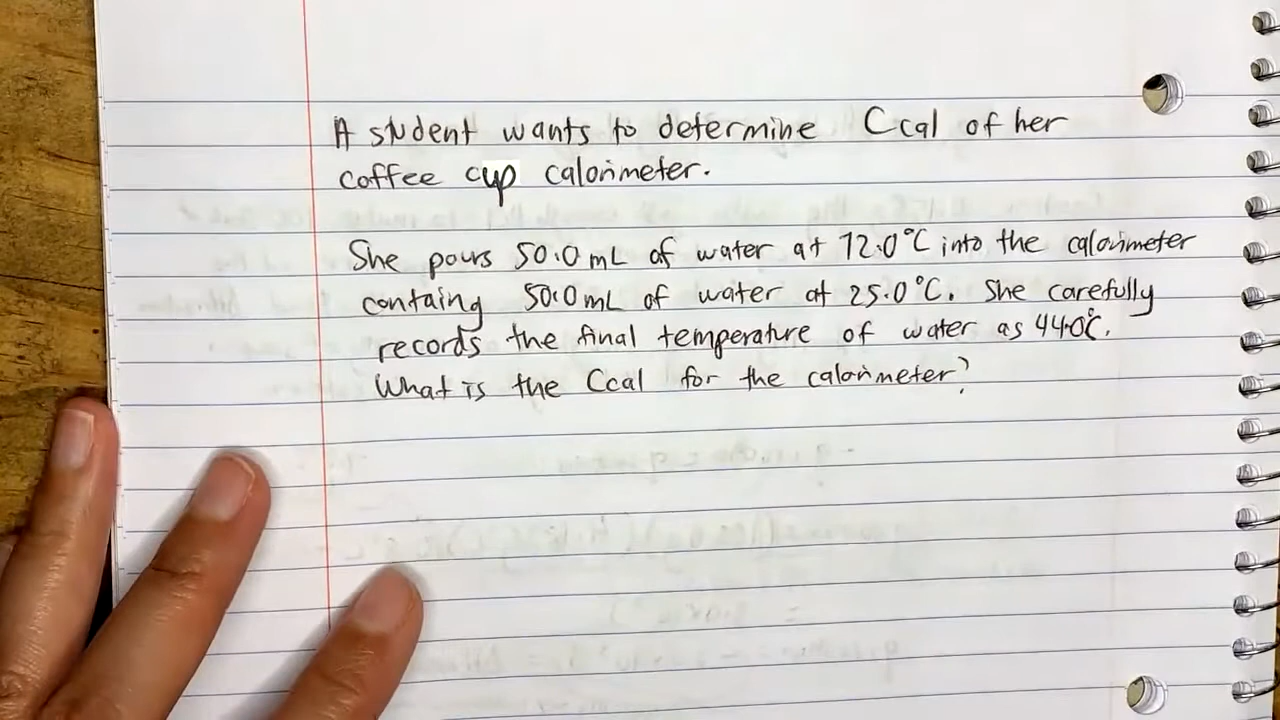 A student wants to determine Ccal of her
coffee cup calorimeter.
She pours 50.0 mL of water at 72.0°C into the calorimeter
containg 50.0 mL of water at 25.0°C. She carefully
records the final temperature of water as 44.0°C.
What is the Ccal for the calorimeter?